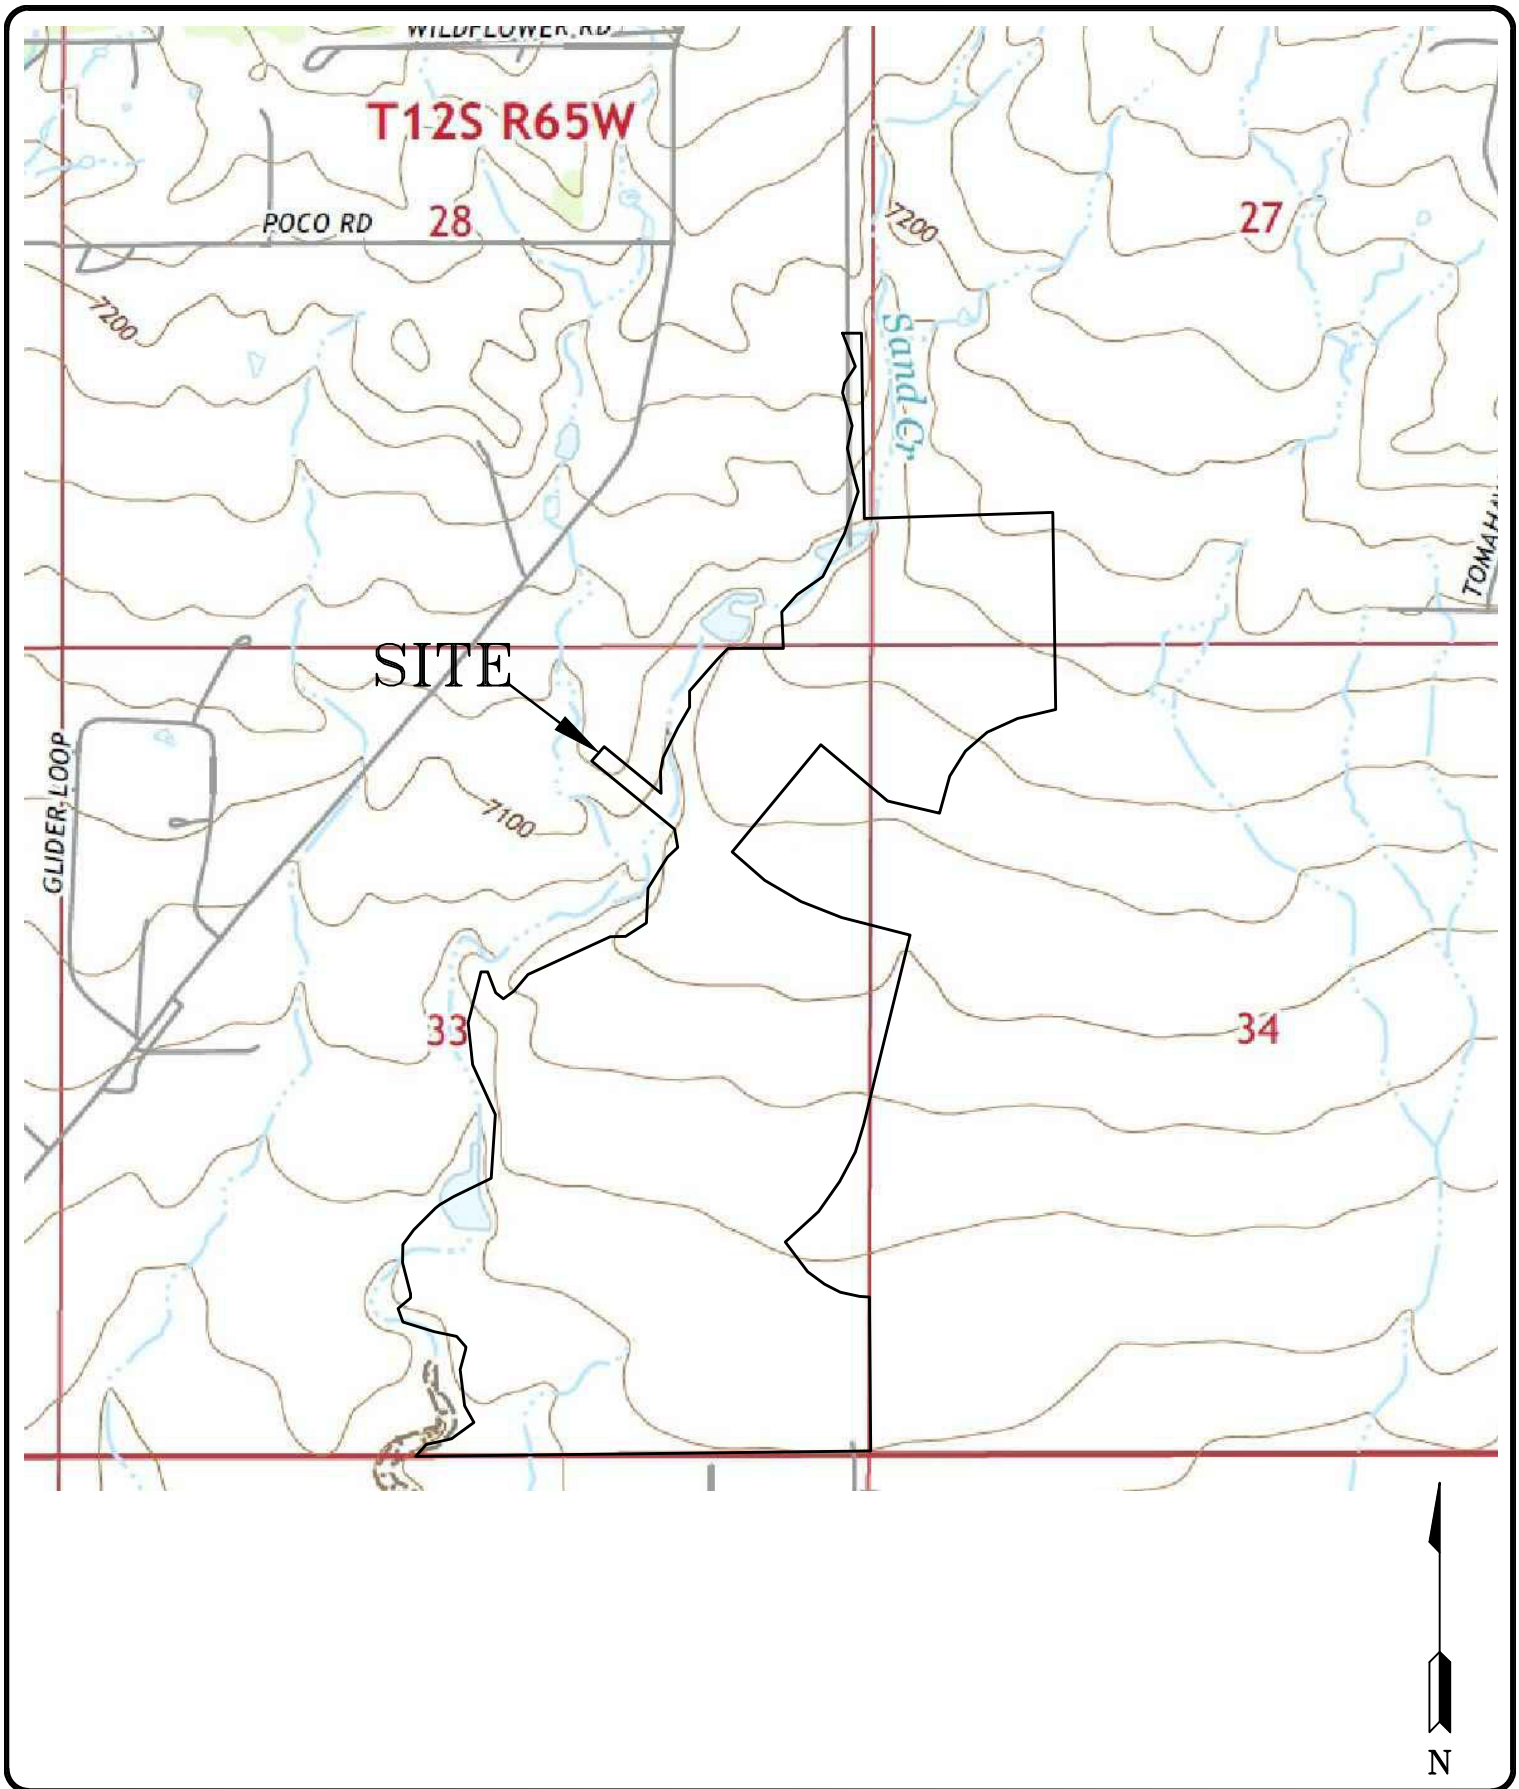 WILDFLOWER RD
T12S R65W
POCO RD
28
7200
27
7200
Sand Cr
SITE
GLIDER LOOP
7100
33
34
N